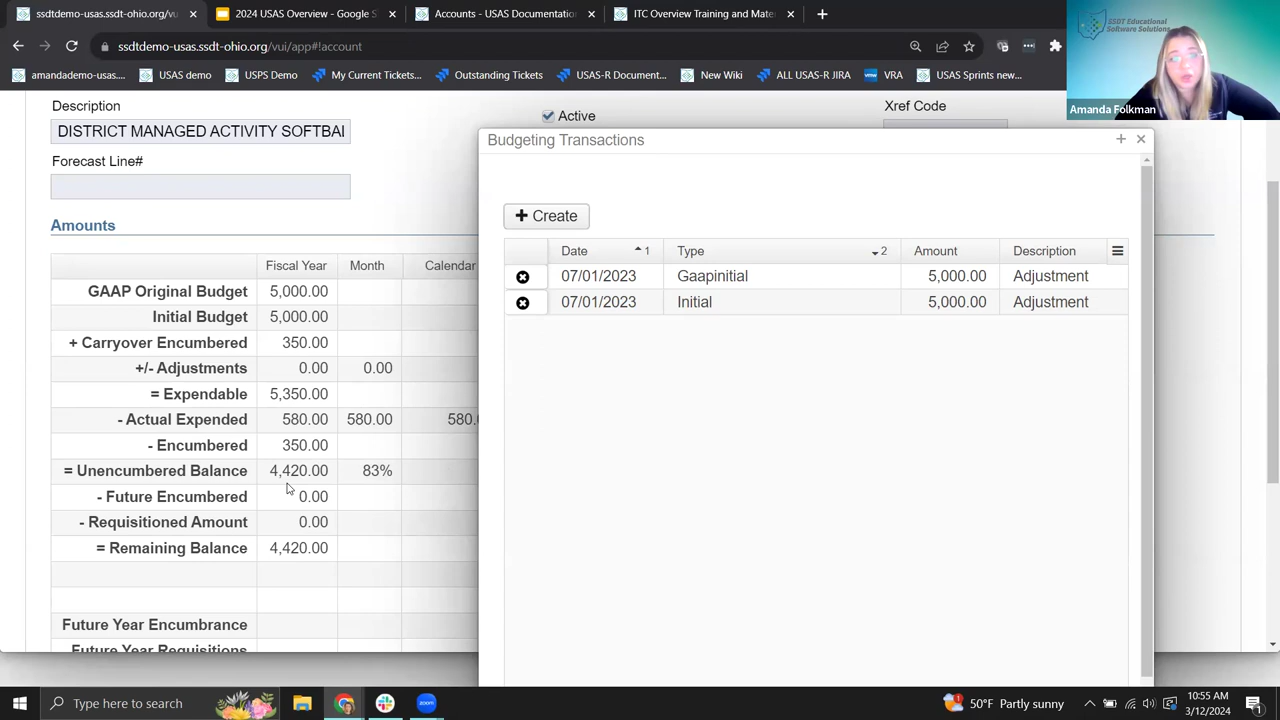 ssdtdemo-usas.ssdt-ohio.org/vu
2024 USAS Overview - Google S
Accounts - USAS Documentation
ITC Overview Training and Mate
ssdtdemo-usas.ssdt-ohio.org/vui/app#!account
amandademo-usas...
USAS demo
USPS Demo
My Current Tickets...
Outstanding Tickets
USAS-R Document...
New Wiki
ALL USAS-R JIRA
VRA
USAS Sprints new...
SSDT Educational
Software Solutions
Amanda Folkman
Description
Active
Xref Code
DISTRICT MANAGED ACTIVITY SOFTBAL
Forecast Line#
Amounts
Fiscal Year Month Calendar
GAAP Original Budget 5,000.00
Initial Budget 5,000.00
+ Carryover Encumbered 350.00
+/- Adjustments 0.00 0.00
= Expendable 5,350.00
- Actual Expended 580.00 580.00 580.0
- Encumbered 350.00
= Unencumbered Balance 4,420.00 83%
- Future Encumbered 0.00
- Requisitioned Amount 0.00
= Remaining Balance 4,420.00
Future Year Encumbrance
Future Year Requisitions
Budgeting Transactions
+ Create
Date 1 Type 2 Amount Description
07/01/2023 Gaapinitial 5,000.00 Adjustment
07/01/2023 Initial 5,000.00 Adjustment
Type here to search
50°F Partly sunny
10:55 AM
3/12/2024